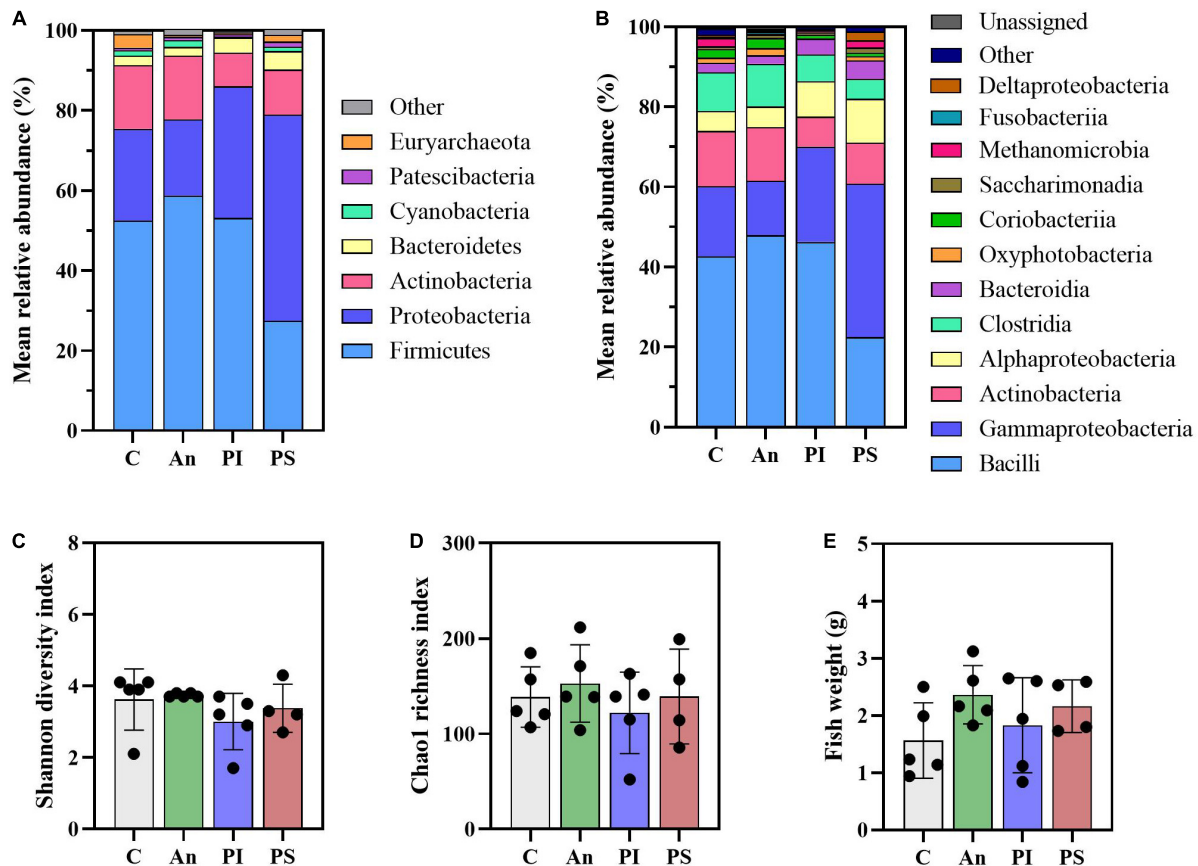 A
Mean relative abundance (%)
100
80
60
40
20
0
C An PI PS
Other
Euryarchaeota
Patescibacteria
Cyanobacteria
Bacteroidetes
Actinobacteria
Proteobacteria
Firmicutes
B
Mean relative abundance (%)
100
80
60
40
20
0
C An PI PS
Unassigned
Other
Deltaproteobacteria
Fusobacteriia
Methanomicrobia
Saccharimonadia
Coriobacteriia
Oxyphotobacteria
Bacteroidia
Clostridia
Alphaproteobacteria
Actinobacteria
Gammaproteobacteria
Bacilli
C
Shannon diversity index
8
6
4
2
0
C An PI PS
D
Chao1 richness index
300
200
100
0
C An PI PS
E
Fish weight (g)
5
4
3
2
1
0
C An PI PS